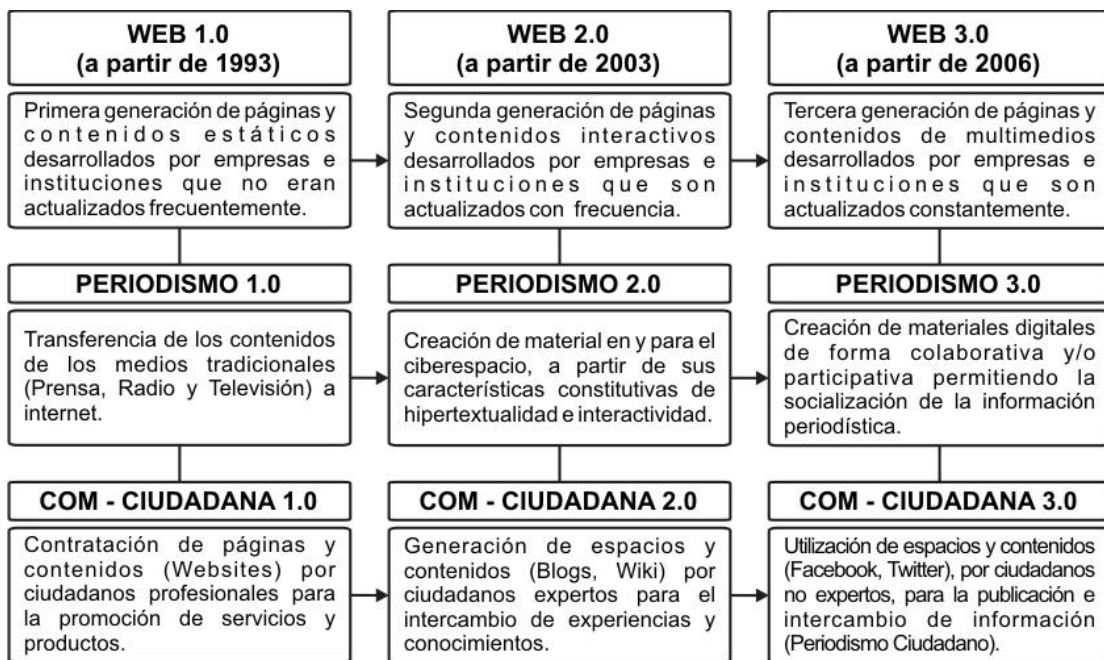 WEB 1.0
(a partir de 1993)
Primera generación de páginas y
contenidos estáticos
desarrollados por empresas e
instituciones que no eran
actualizados frecuentemente.
WEB 2.0
(a partir de 2003)
Segunda generación de páginas
y contenidos interactivos
desarrollados por empresas e
instituciones que son
actualizados con frecuencia.
WEB 3.0
(a partir de 2006)
Tercera generación de páginas y
contenidos de multimedios
desarrollados por empresas e
instituciones que son
actualizados constantemente.
PERIODISMO 1.0
Transferencia de los contenidos
de los medios tradicionales
(Prensa, Radio y Televisión) a
internet.
PERIODISMO 2.0
Creación de material en y para el
ciberespacio, a partir de sus
características constitutivas de
hipertextualidad e interactividad.
PERIODISMO 3.0
Creación de materiales digitales
de forma colaborativa y/o
participativa permitiendo la
socialización de la información
periodística.
COM - CIUDADANA 1.0
Contratación de páginas y
contenidos (Websites) por
ciudadanos profesionales para
la promoción de servicios y
productos.
COM - CIUDADANA 2.0
Generación de espacios y
contenidos (Blogs, Wiki) por
ciudadanos expertos para el
intercambio de experiencias y
conocimientos.
COM - CIUDADANA 3.0
Utilización de espacios y contenidos
(Facebook, Twitter), por ciudadanos
no expertos, para la publicación e
intercambio de información
(Periodismo Ciudadano).